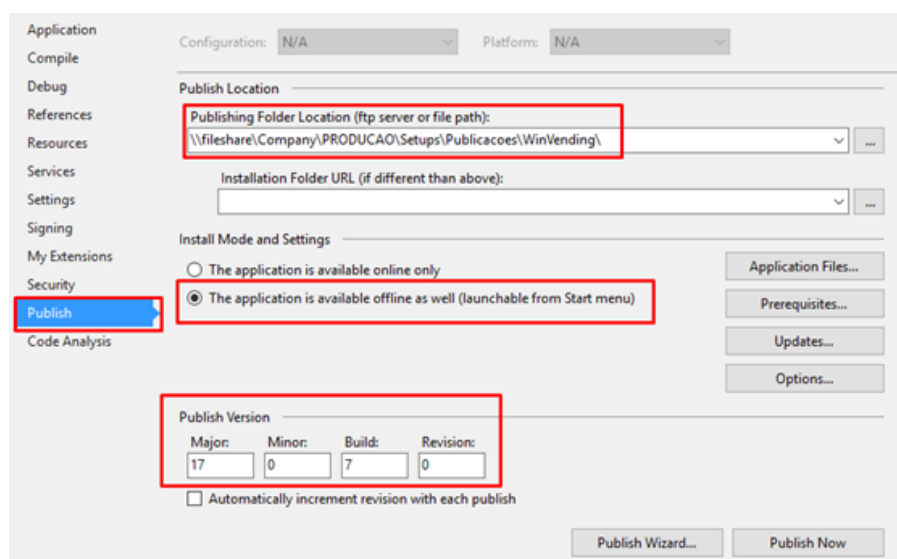 Application
Compile
Debug
References
Resources
Services
Settings
Signing
My Extensions
Security
Publish
Code Analysis
Configuration: N/A Platform: N/A
Publish Location
Publishing Folder Location (ftp server or file path):
\\fileshare\Company\PRODUCAO\Setups\Publicacoes\WinVending\ ...
Installation Folder URL (if different than above):
...
Install Mode and Settings
The application is available online only
The application is available offline as well (launchable from Start menu)
Application Files...
Prerequisites...
Updates...
Options...
Publish Version
Major: Minor: Build: Revision:
17 0 7 0
Automatically increment revision with each publish
Publish Wizard... Publish Now